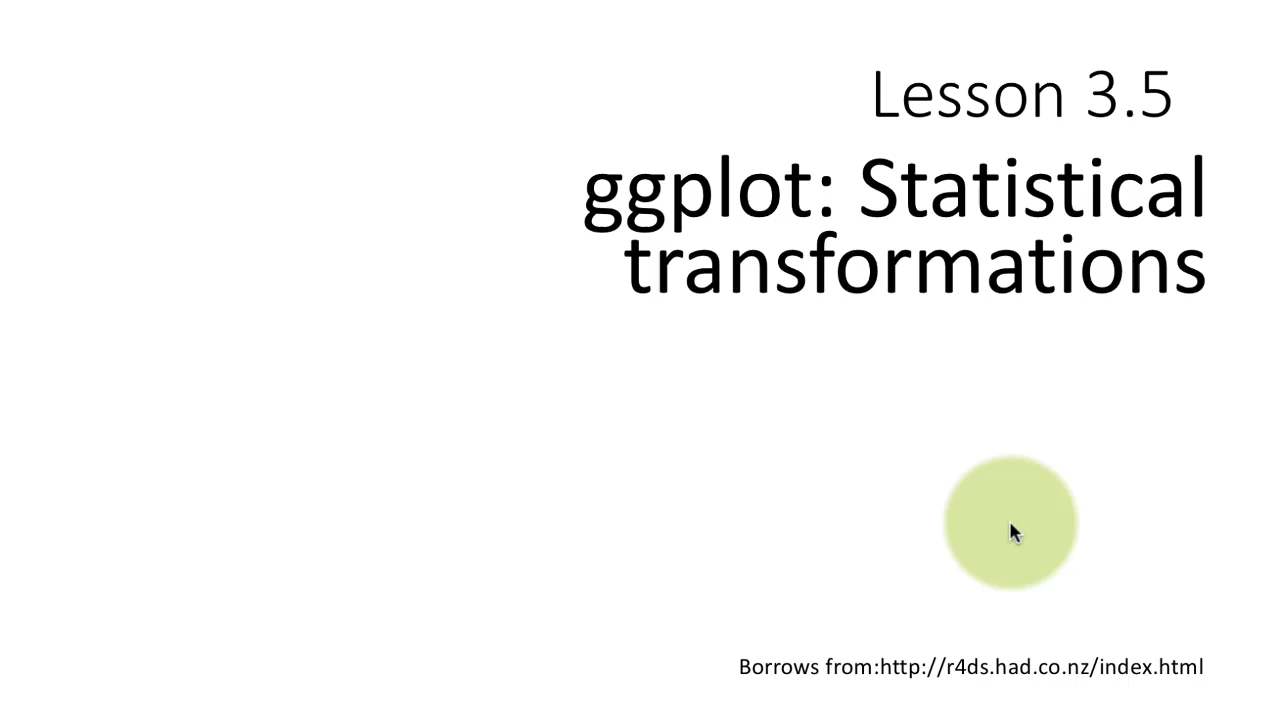 Lesson 3.5
ggplot: Statistical
transformations
Borrows from:http://r4ds.had.co.nz/index.html